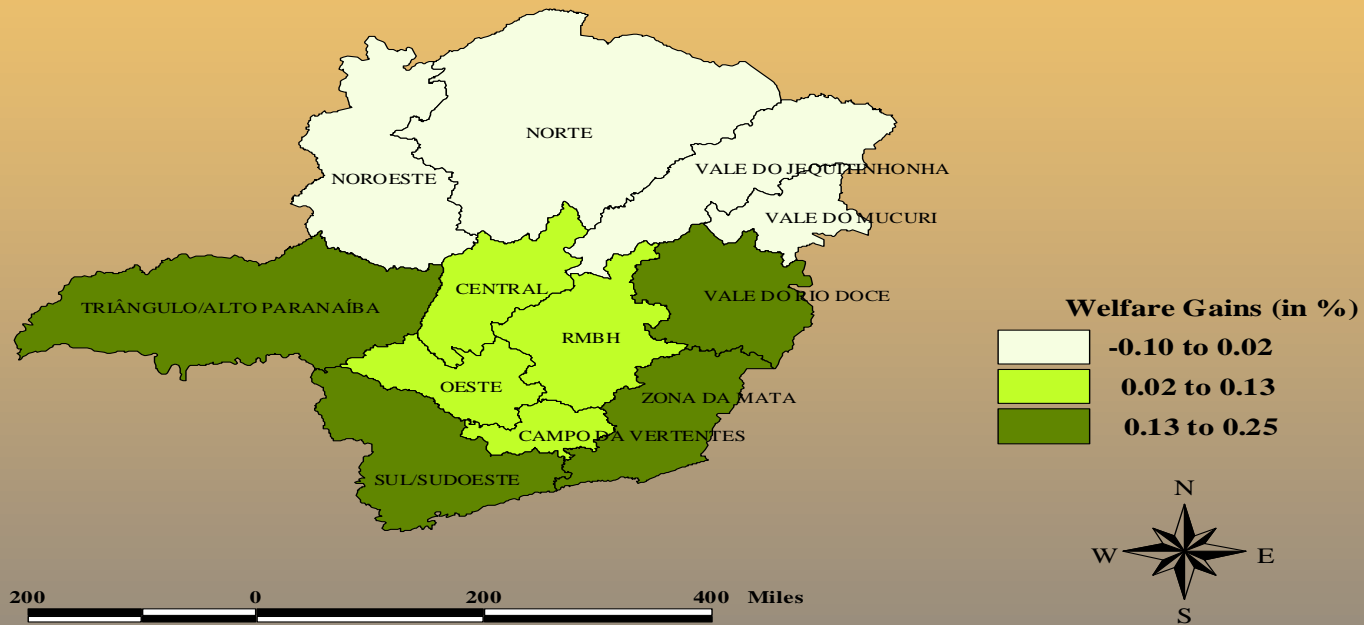 NORTE
VALE DO JEQUITINHONHA
NOROESTE
VALE DO MUCURI
CENTRAL
VALE DO RIO DOCE
TRIÂNGULO/ALTO PARANAÍBA
RMBH
OESTE
ZONA DA MATA
CAMPO DA VERTENTES
SUL/SUDOESTE
Welfare Gains (in %)
-0.10 to 0.02
0.02 to 0.13
0.13 to 0.25
N
W E
S
200 0 200 400 Miles